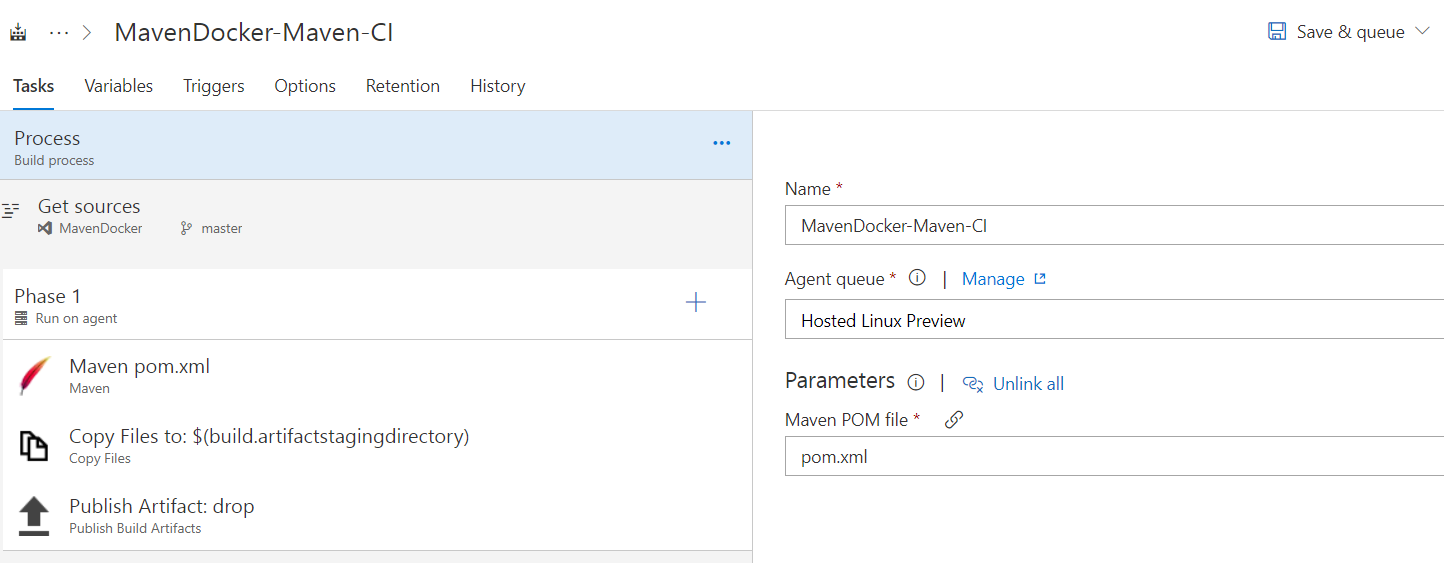 ... MavenDocker-Maven-CI
Save & queue
Tasks Variables Triggers Options Retention History
Process
Build process
Get sources
MavenDocker master
Phase 1
Run on agent
Maven pom.xml
Maven
Copy Files to: $(build.artifactstagingdirectory)
Copy Files
Publish Artifact: drop
Publish Build Artifacts
Name *
MavenDocker-Maven-CI
Agent queue * | Manage
Hosted Linux Preview
Parameters | Unlink all
Maven POM file *
pom.xml